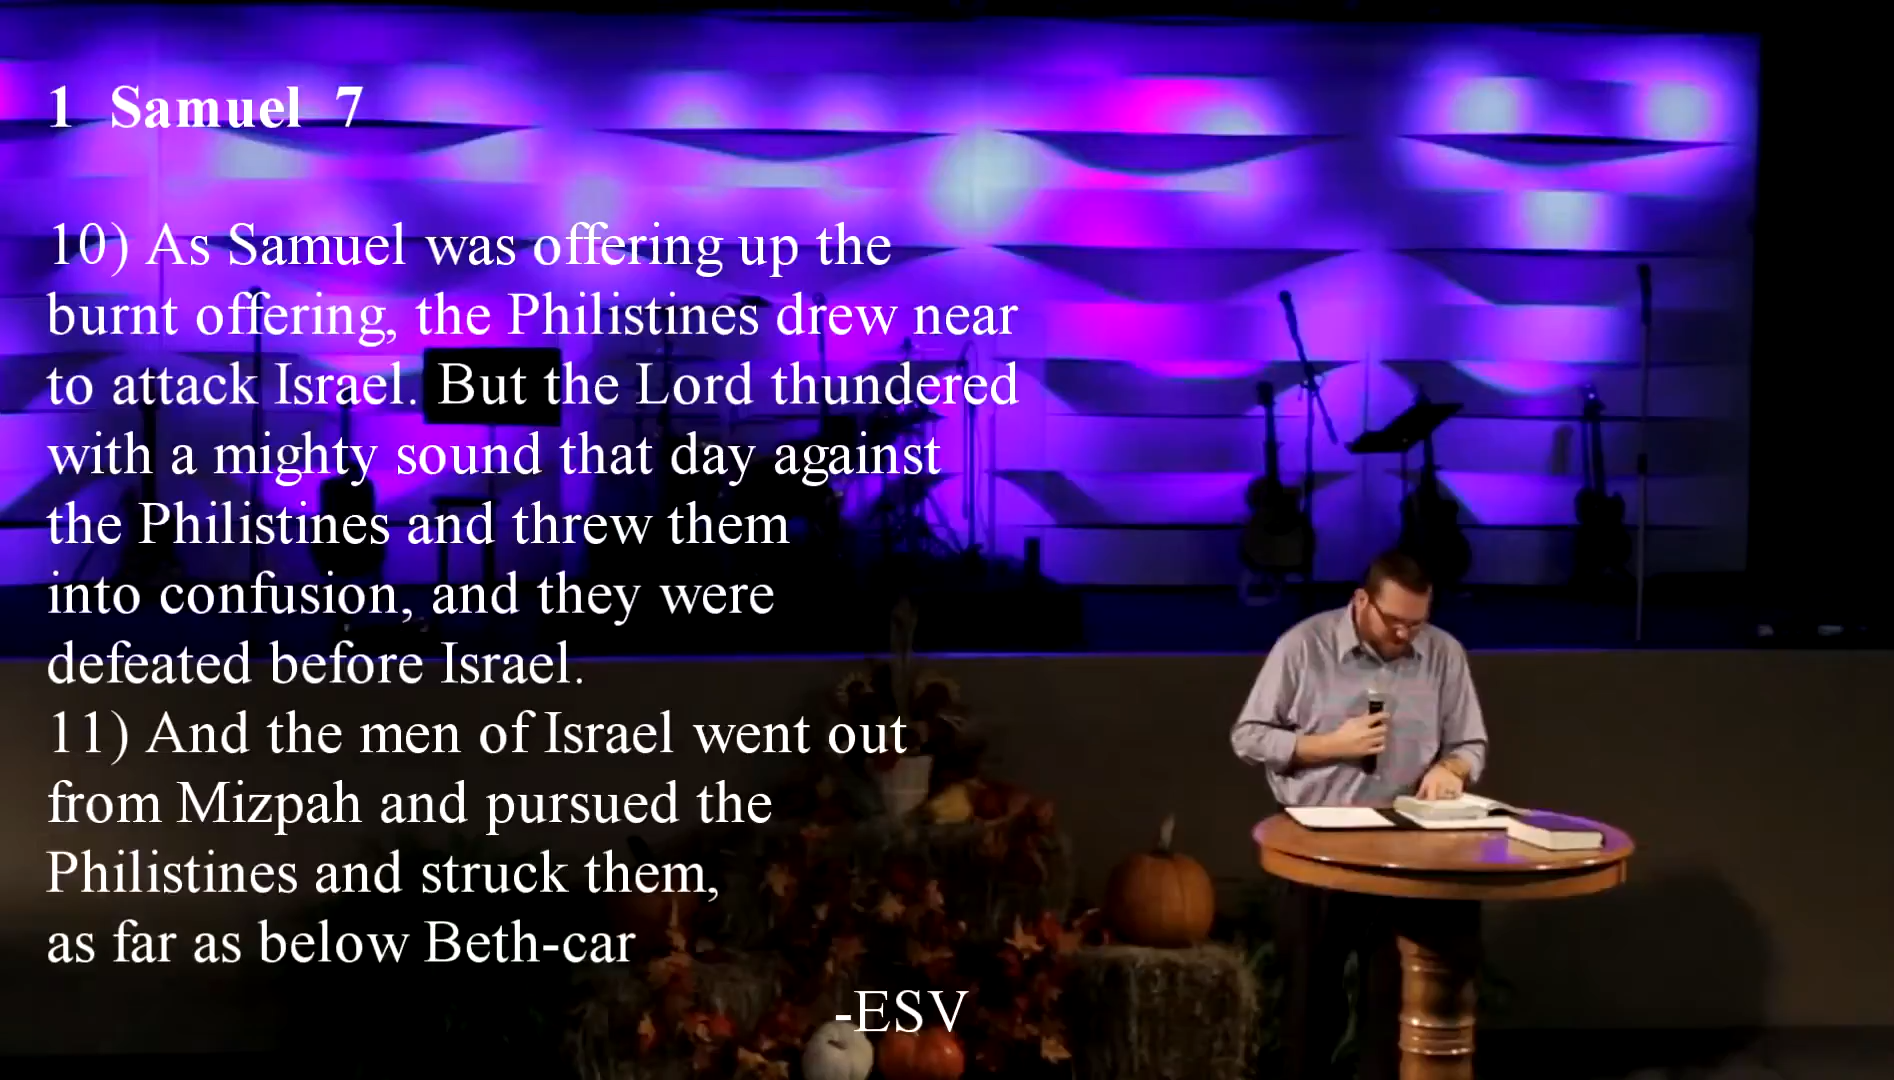 1 Samuel 7
10) As Samuel was offering up the
burnt offering, the Philistines drew near
to attack Israel. But the Lord thundered
with a mighty sound that day against
the Philistines and threw them
into confusion, and they were
defeated before Israel.
11) And the men of Israel went out
from Mizpah and pursued the
Philistines and struck them,
as far as below Beth-car
-ESV